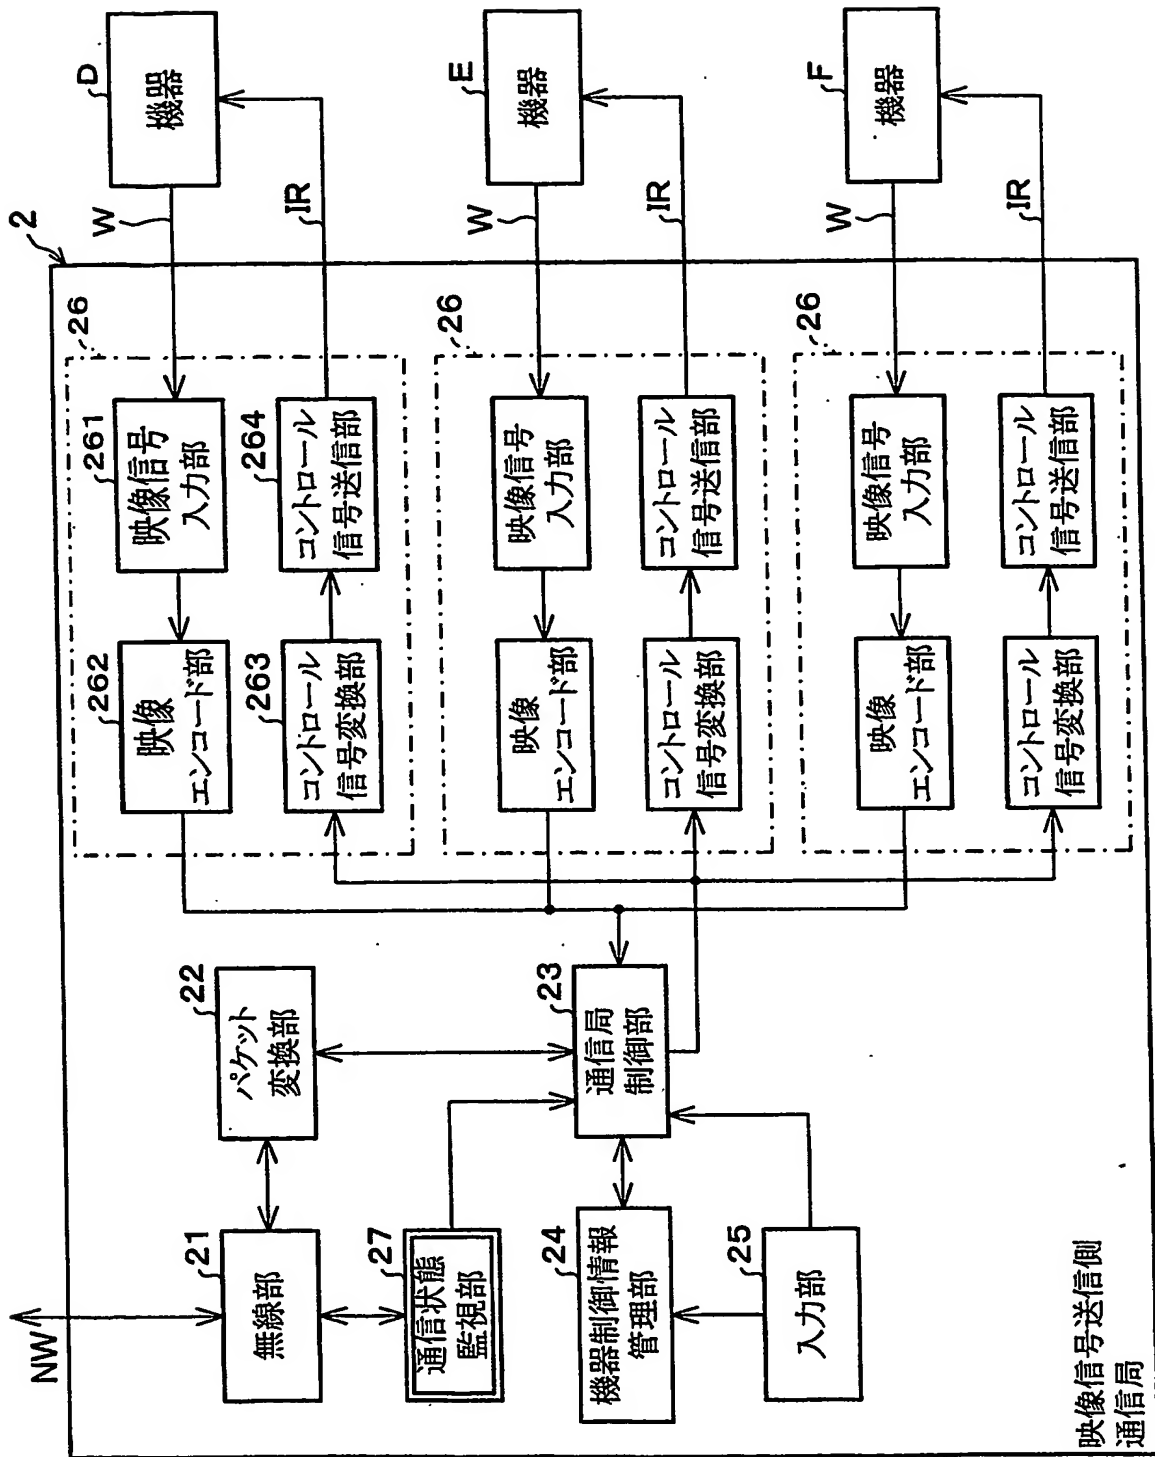 NW
2
21
無線部
22
パケット
変換部
27
通信状態
監視部
23
通信局
制御部
24
機器制御情報
管理部
25
入力部
26
262
映像
エンコード部
261
映像信号
入力部
263
コントロール
信号変換部
264
コントロール
信号送信部
W
IR
D
機器
26
映像
エンコード部
映像信号
入力部
コントロール
信号変換部
コントロール
信号送信部
W
IR
E
機器
26
映像
エンコード部
映像信号
入力部
コントロール
信号変換部
コントロール
信号送信部
W
IR
F
機器
映像信号送信側
通信局